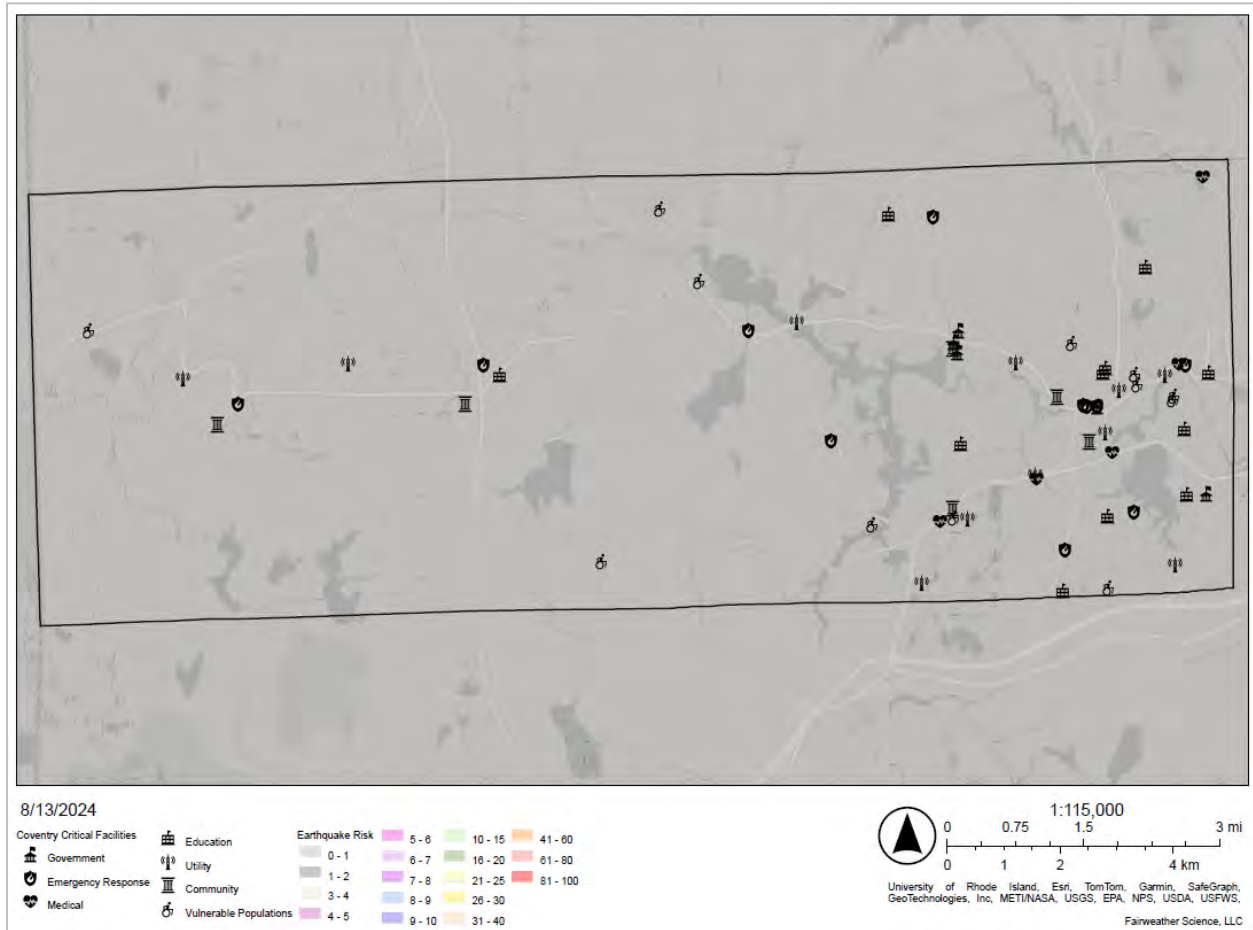 8/13/2024
Coventry Critical Facilities
Government
Emergency Response
Medical
Education
Utility
Community
Vulnerable Populations
Earthquake Risk
0 - 1
1 - 2
3 - 4
4 - 5
5 - 6
6 - 7
7 - 8
8 - 9
9 - 10
10 - 15
16 - 20
21 - 25
26 - 30
31 - 40
41 - 60
61 - 80
81 - 100
1:115,000
0 0.75 1.5 3 mi
0 1 2 4 km
University of Rhode Island, Esri, TomTom, Garmin, SafeGraph,
GeoTechnologies, Inc, METI/NASA, USGS, EPA, NPS, USDA, USFWS,
Fairweather Science, LLC